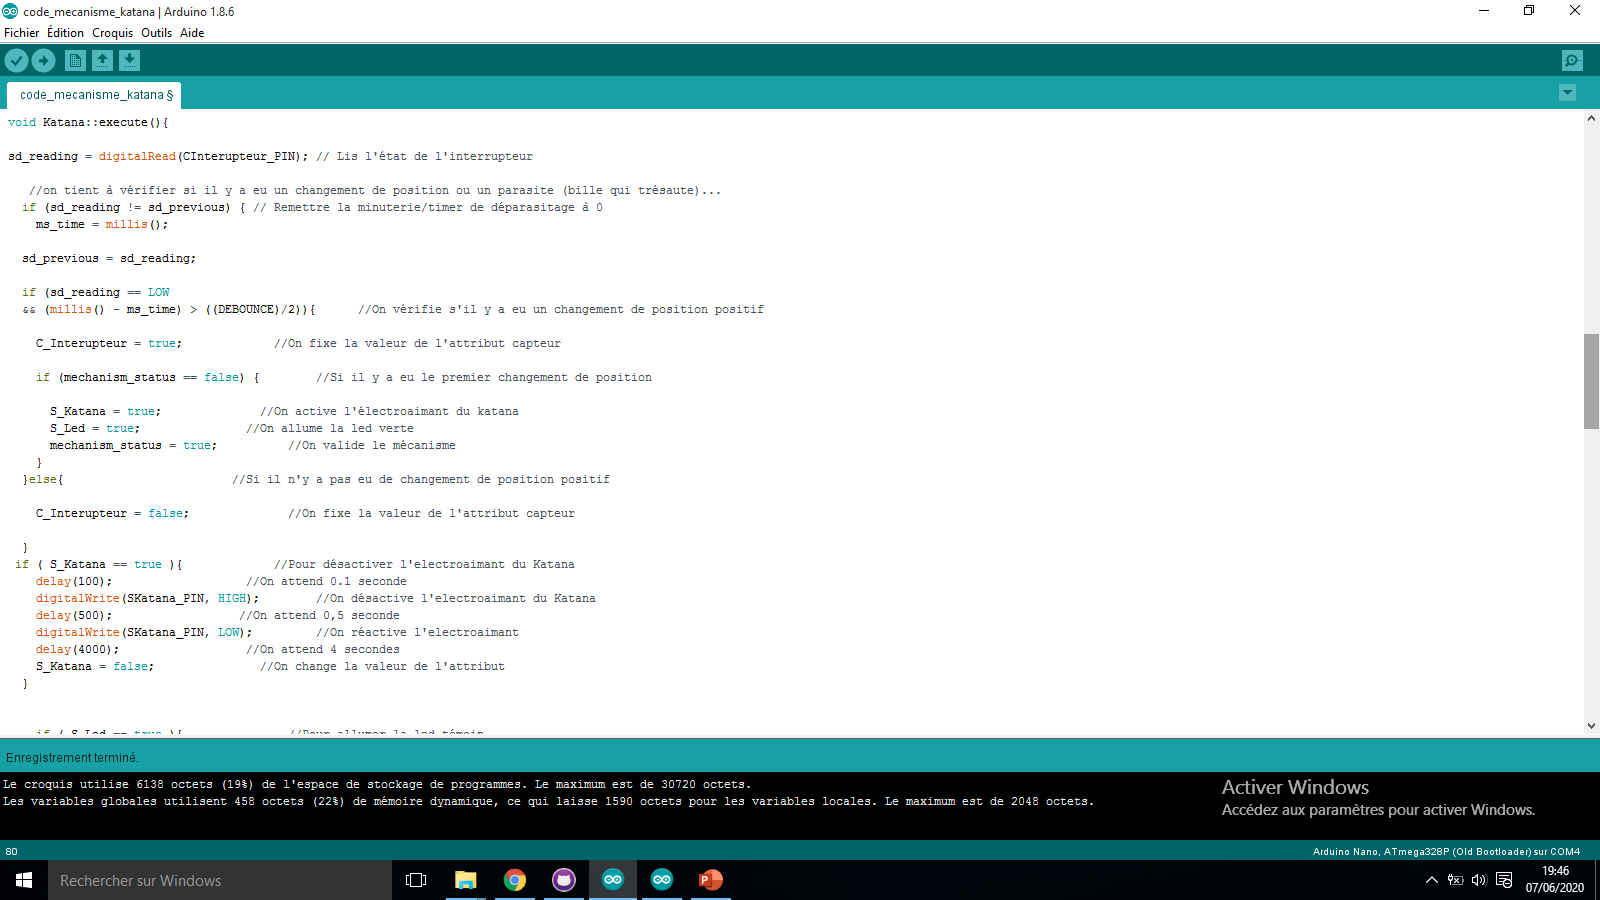 code_mecanisme_katana | Arduino 1.8.6
Fichier Édition Croquis Outils Aide
code_mecanisme_katana §
void Katana::execute(){
sd_reading = digitalRead(CInterupteur_PIN); // Lis l'état de l'interrupteur
//on tient à vérifier si il y a eu un changement de position ou un parasite (bille qui trésaute)...
if (sd_reading != sd_previous) { // Remettre la minuterie/timer de déparasitage à 0
ms_time = millis();
sd_previous = sd_reading;
if (sd_reading == LOW
&& (millis() - ms_time) > ((DEBOUNCE)/2)){ //On vérifie s'il y a eu un changement de position positif
C_Interupteur = true; //On fixe la valeur de l'attribut capteur
if (mechanism_status == false) { //Si il y a eu le premier changement de position
S_Katana = true; //On active l'électroaimant du katana
S_Led = true; //On allume la led verte
mechanism_status = true; //On valide le mécanisme
}
}else{ //Si il n'y a pas eu de changement de position positif
C_Interupteur = false; //On fixe la valeur de l'attribut capteur
}
if ( S_Katana == true ){ //Pour désactiver l'electroaimant du Katana
delay(100); //On attend 0.1 seconde
digitalWrite(SKatana_PIN, HIGH); //On désactive l'electroaimant du Katana
delay(500); //On attend 0,5 seconde
digitalWrite(SKatana_PIN, LOW); //On réactive l'electroaimant
delay(4000); //On attend 4 secondes
S_Katana = false; //On change la valeur de l'attribut
}
if ( S_Led == true ){ //Pour allumer la led témoin
Enregistrement terminé.
Le croquis utilise 6138 octets (19%) de l'espace de stockage de programmes. Le maximum est de 30720 octets.
Les variables globales utilisent 458 octets (22%) de mémoire dynamique, ce qui laisse 1590 octets pour les variables locales. Le maximum est de 2048 octets.
Activer Windows
Accédez aux paramètres pour activer Windows.
80
Arduino Nano, ATmega328P (Old Bootloader) sur COM4
Rechercher sur Windows
19:46
07/06/2020